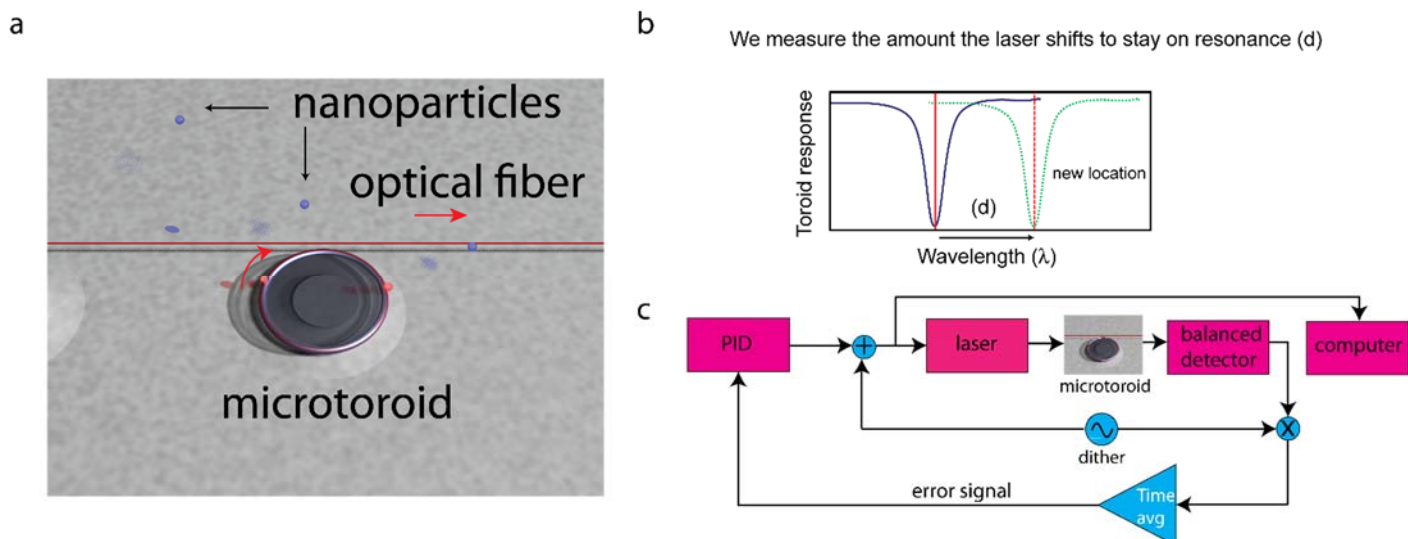 a
nanoparticles
optical fiber
microtoroid
b
We measure the amount the laser shifts to stay on resonance (d)
Toroid response
new location
(d)
Wavelength (λ)
c
PID
+
laser
microtoroid
balanced
detector
computer
dither
X
error signal
Time
avg